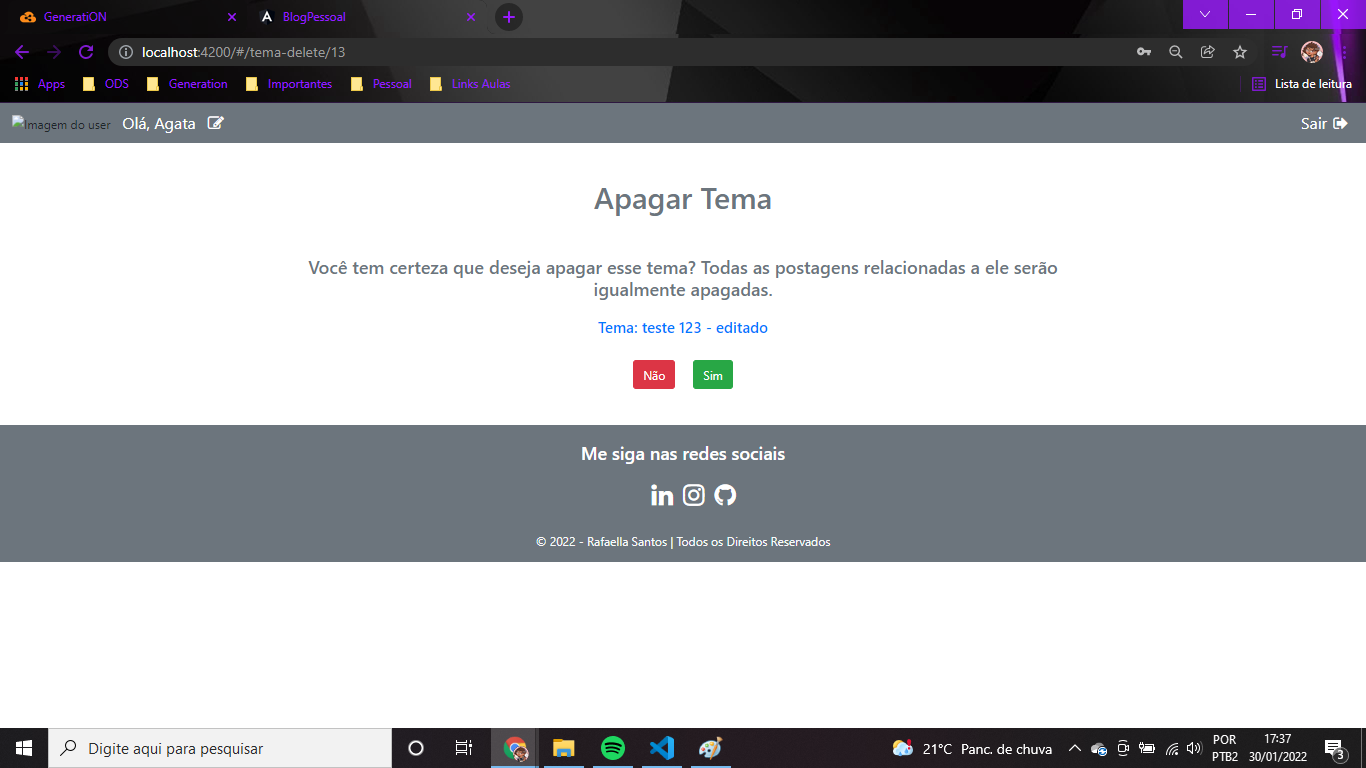 GeneratiON
BlogPessoal
localhost:4200/#/tema-delete/13
Apps ODS Generation Importantes Pessoal Links Aulas
Lista de leitura
Imagem do user Olá, Agata
Sair
Apagar Tema
Você tem certeza que deseja apagar esse tema? Todas as postagens relacionadas a ele serão
igualmente apagadas.
Tema: teste 123 - editado
Não Sim
Me siga nas redes sociais
in
© 2022 - Rafaella Santos | Todos os Direitos Reservados
Digite aqui para pesquisar
21°C Panc. de chuva
POR
PTB2
17:37
30/01/2022
3